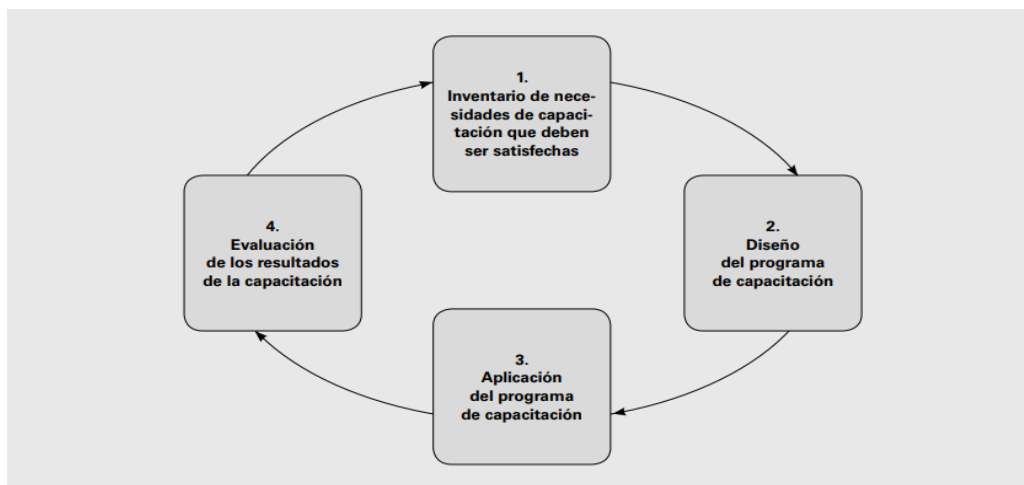 1.
Inventario de nece-
sidades de capaci-
tación que deben
ser satisfechas
2.
Diseño
del programa
de capacitación
3.
Aplicación
del programa
de capacitación
4.
Evaluación
de los resultados
de la capacitación